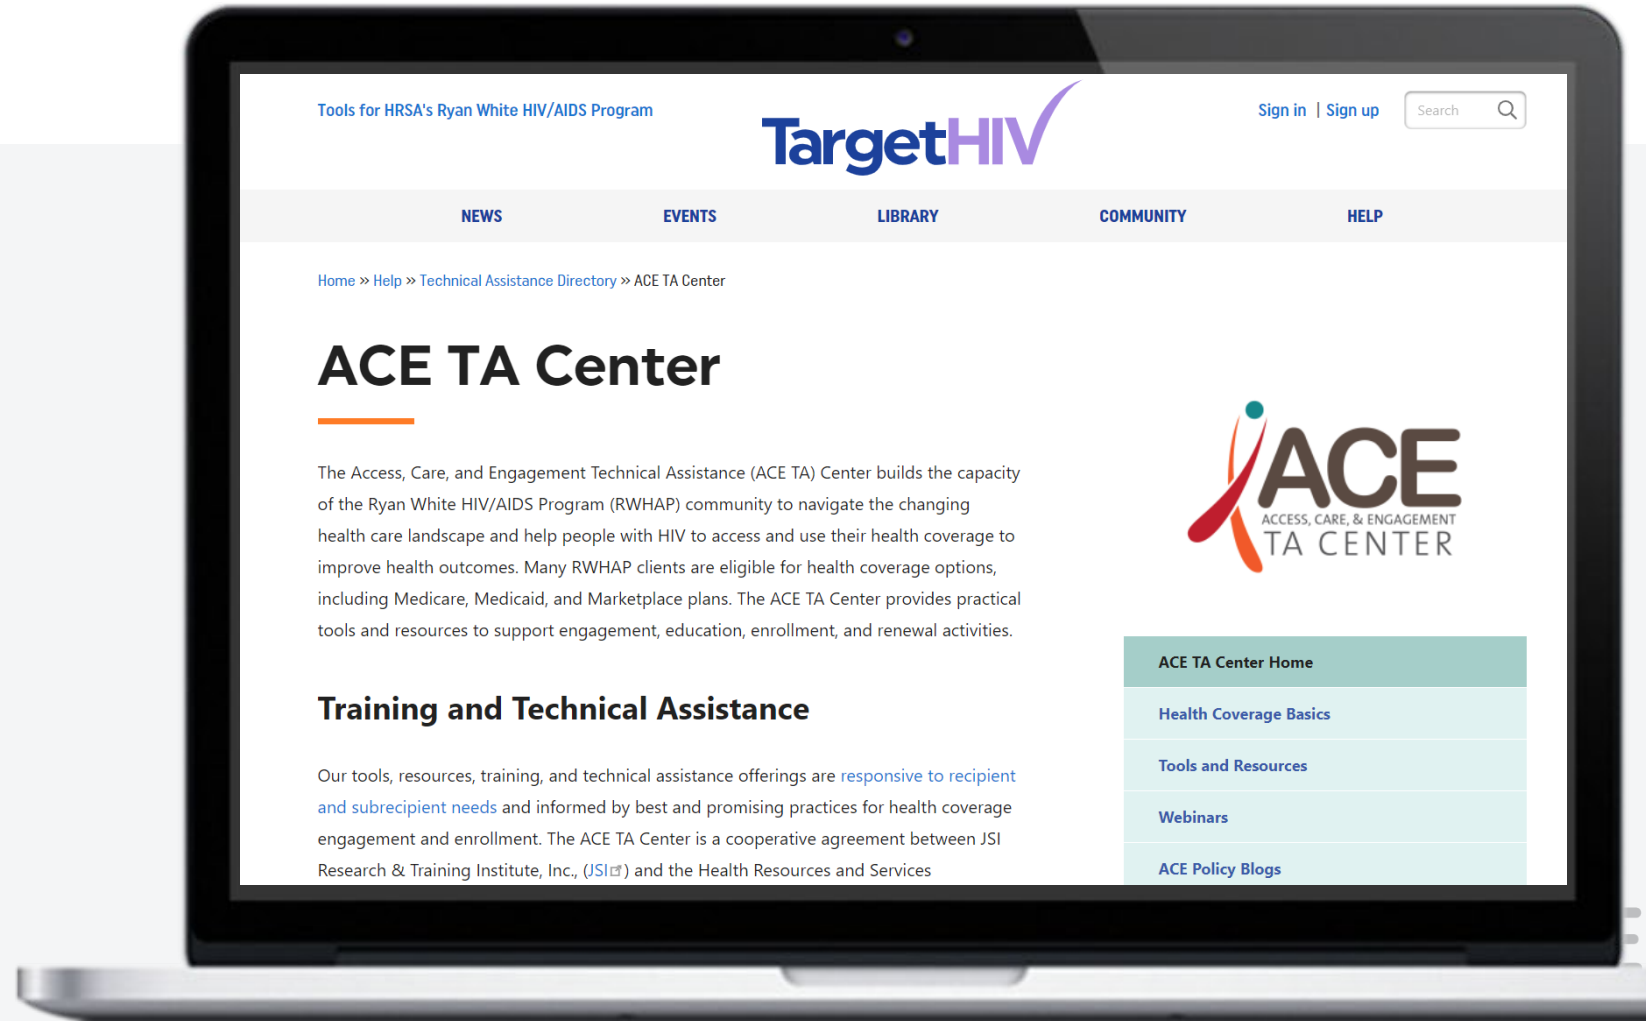 Tools for HRSA's Ryan White HIV/AIDS Program
TargetHIV
Sign in | Sign up
Search
NEWS EVENTS LIBRARY COMMUNITY HELP
Home » Help » Technical Assistance Directory » ACE TA Center
ACE TA Center
The Access, Care, and Engagement Technical Assistance (ACE TA) Center builds the capacity
of the Ryan White HIV/AIDS Program (RWHAP) community to navigate the changing
health care landscape and help people with HIV to access and use their health coverage to
improve health outcomes. Many RWHAP clients are eligible for health coverage options,
including Medicare, Medicaid, and Marketplace plans. The ACE TA Center provides practical
tools and resources to support engagement, education, enrollment, and renewal activities.
Training and Technical Assistance
Our tools, resources, training, and technical assistance offerings are responsive to recipient
and subrecipient needs and informed by best and promising practices for health coverage
engagement and enrollment. The ACE TA Center is a cooperative agreement between JSI
Research & Training Institute, Inc., (JSI) and the Health Resources and Services
ACE
ACCESS, CARE, & ENGAGEMENT
TA CENTER
ACE TA Center Home
Health Coverage Basics
Tools and Resources
Webinars
ACE Policy Blogs